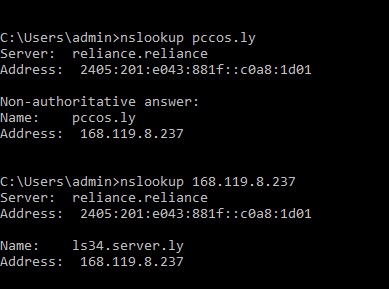 C:\Users\admin>nslookup pccos.ly
Server:  reliance.reliance
Address:  2405:201:e043:881f::c0a8:1d01
Non-authoritative answer:
Name:    pccos.ly
Address:  168.119.8.237
C:\Users\admin>nslookup 168.119.8.237
Server:  reliance.reliance
Address:  2405:201:e043:881f::c0a8:1d01
Name:    ls34.server.ly
Address:  168.119.8.237